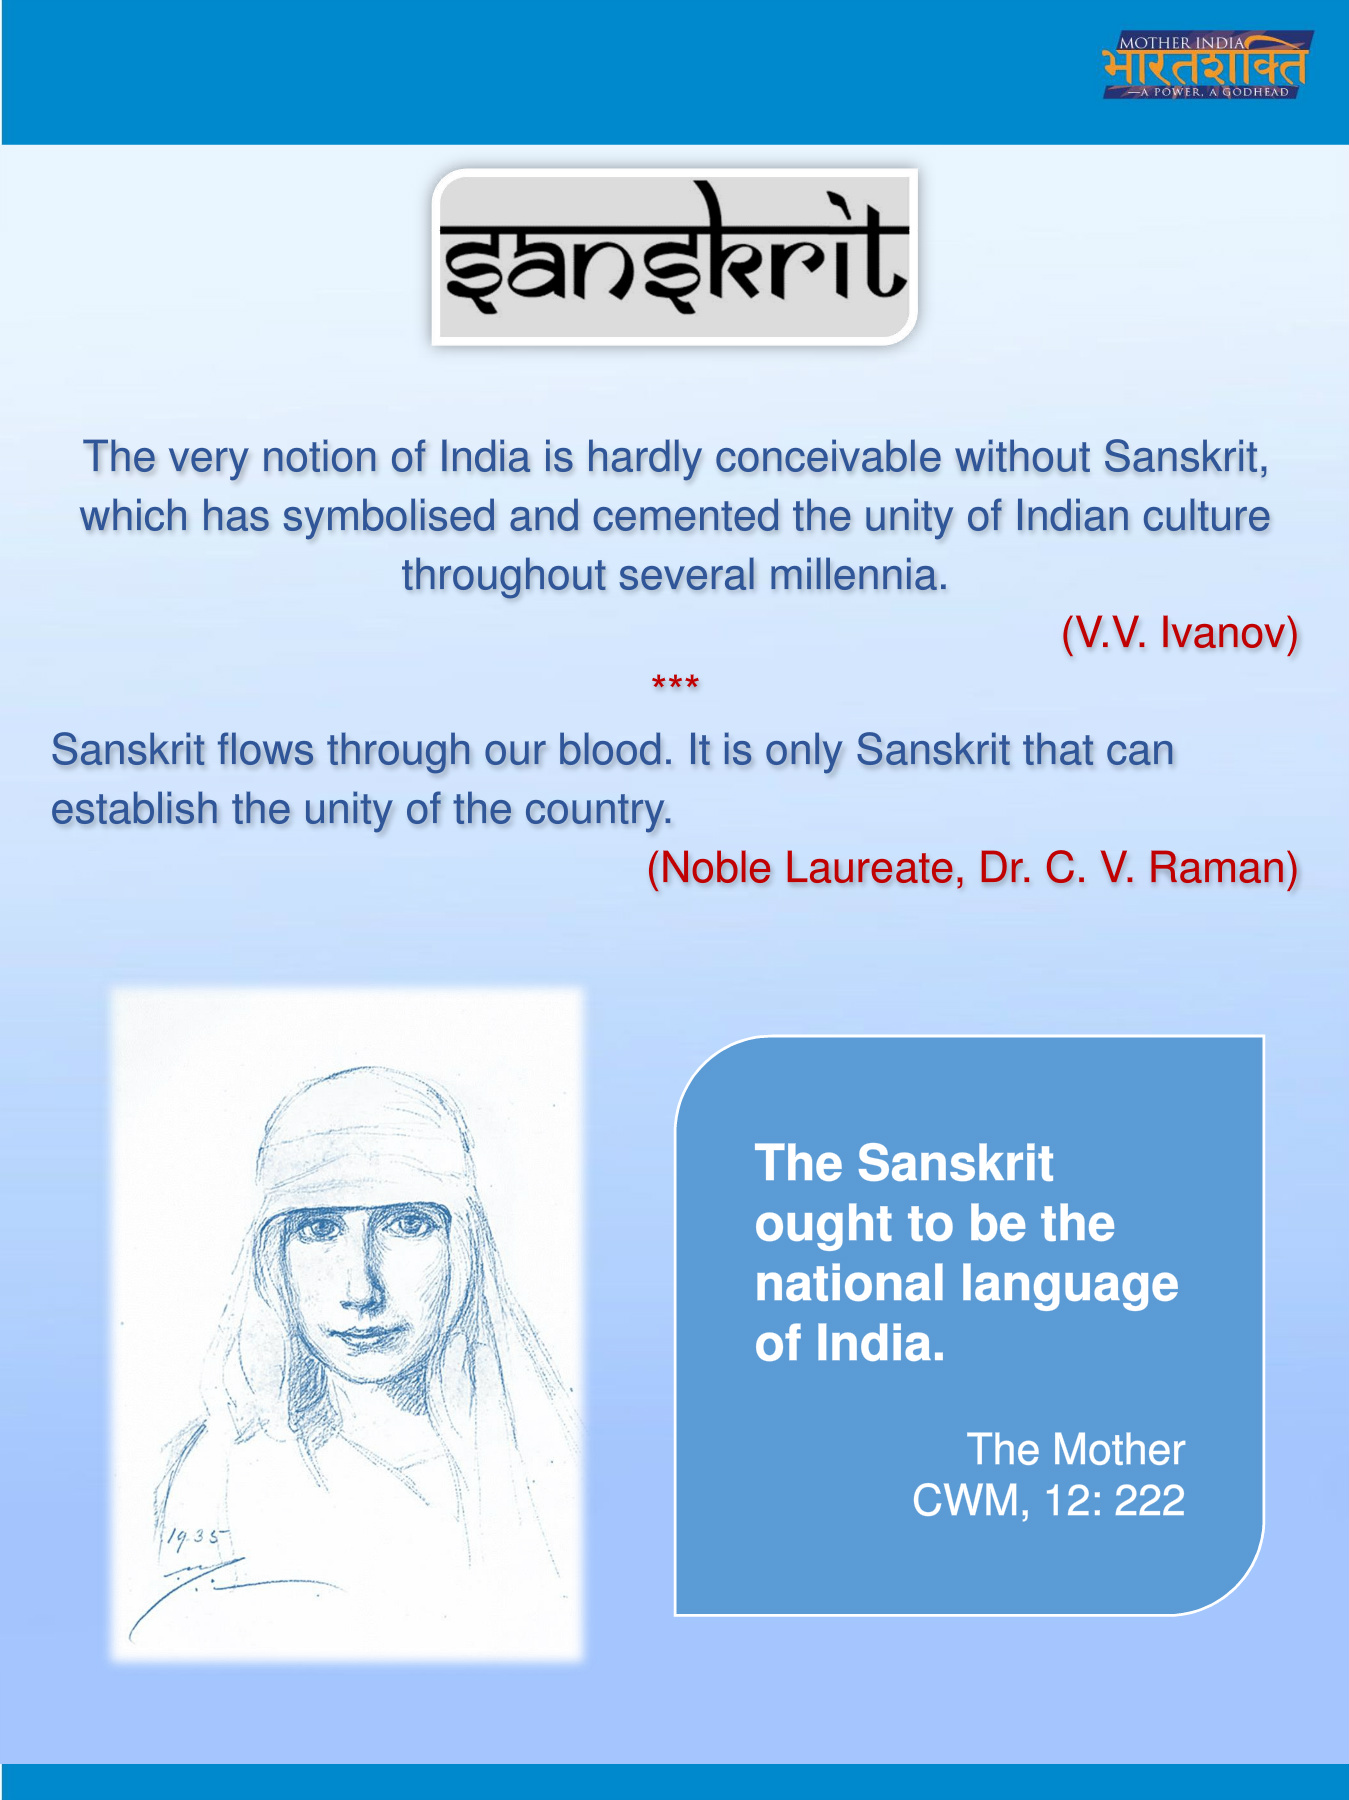 MOTHER INDIA
भारतशक्ति
—A POWER, A GODHEAD
sanskrit
The very notion of India is hardly conceivable without Sanskrit,
which has symbolised and cemented the unity of Indian culture
throughout several millennia.
(V.V. Ivanov)
***
Sanskrit flows through our blood. It is only Sanskrit that can
establish the unity of the country.
(Noble Laureate, Dr. C. V. Raman)
The Sanskrit
ought to be the
national language
of India.
The Mother
CWM, 12: 222
1935